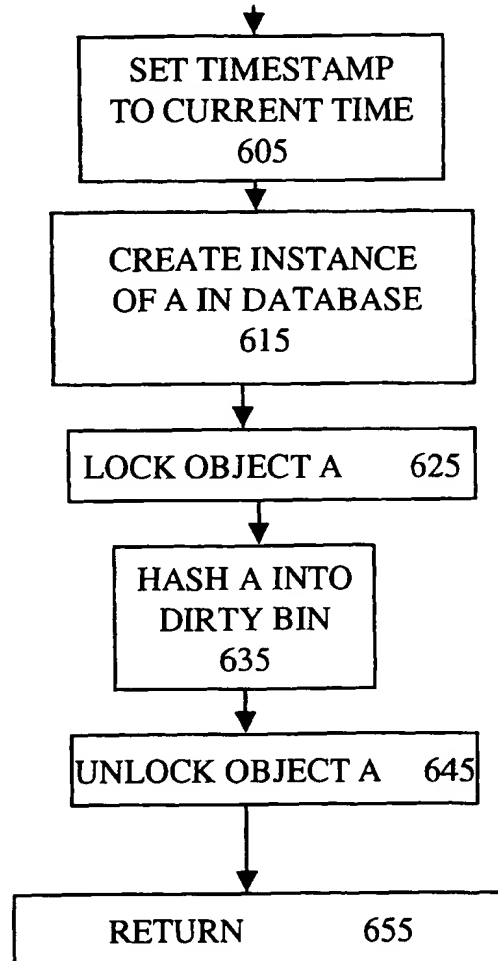 SET TIMESTAMP
TO CURRENT TIME
605
CREATE INSTANCE
OF A IN DATABASE
615
LOCK OBJECT A 625
HASH A INTO
DIRTY BIN
635
UNLOCK OBJECT A 645
RETURN 655